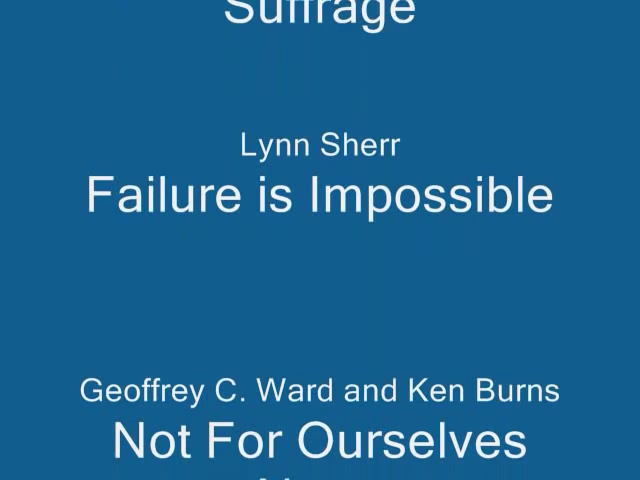 Suffrage
Lynn Sherr
Failure is Impossible
Geoffrey C. Ward and Ken Burns
Not For Ourselves